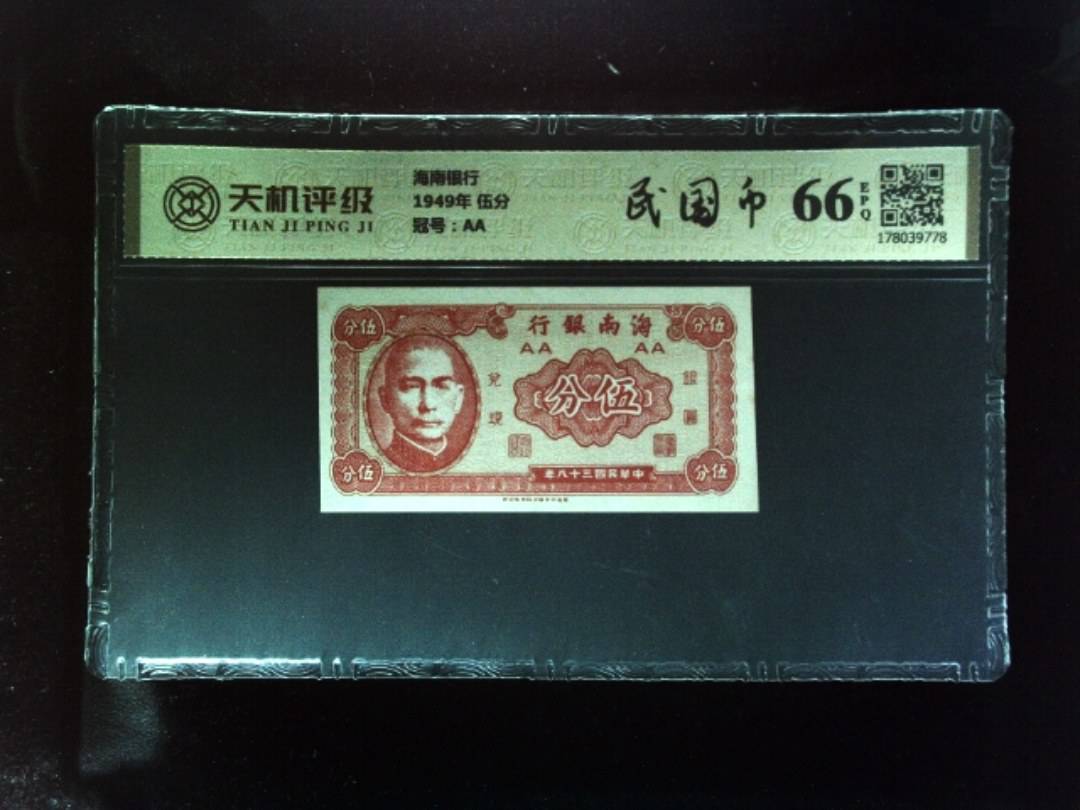 天机评级
TIAN JI PING JI
海南银行
1949年 伍分
冠号：AA
民国币
66
EPQ
178039778
分伍
行銀南海
分伍
AA AA
兌現
分伍
銀圓
分伍
年八十三國民華中
分伍